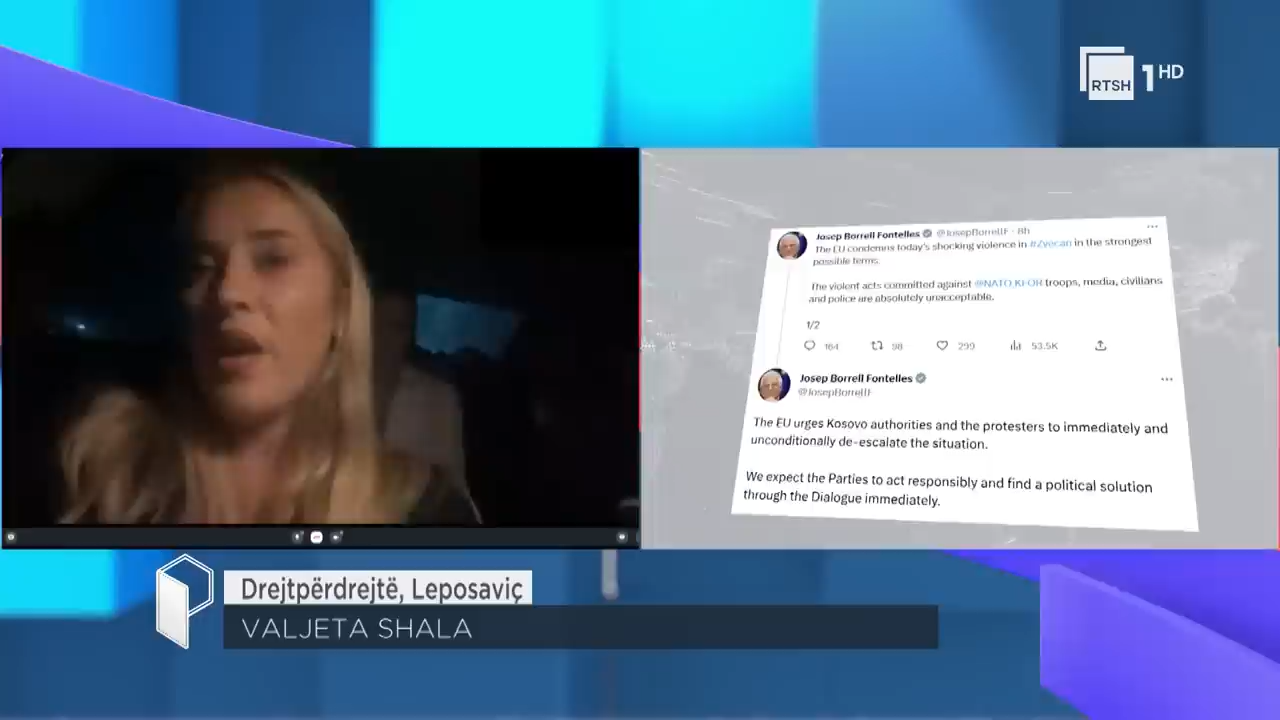 RTSH 1 HD
Josep Borrell Fontelles @JosepBorrellF · 8h
The EU condemns today's shocking violence in #Zvecan in the strongest
possible terms.
The violent acts committed against @NATO_KFOR troops, media, civilians
and police are absolutely unacceptable.
1/2
164 98 299 53.5K
Josep Borrell Fontelles
@JosepBorrellF
The EU urges Kosovo authorities and the protesters to immediately and
unconditionally de-escalate the situation.
We expect the Parties to act responsibly and find a political solution
through the Dialogue immediately.
Drejtpërdrejtë, Leposaviç
VALJETA SHALA